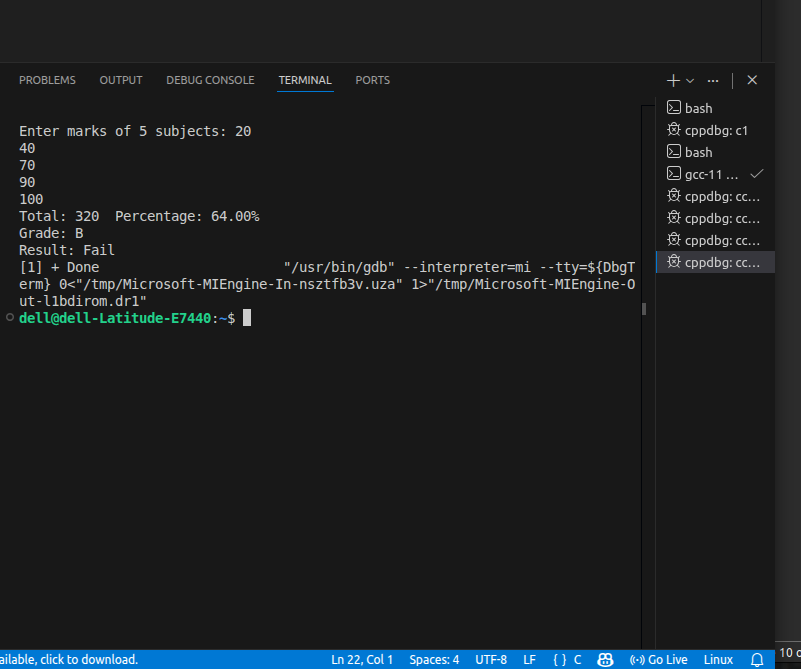 PROBLEMS OUTPUT DEBUG CONSOLE TERMINAL PORTS
Enter marks of 5 subjects: 20
40
70
90
100
Total: 320  Percentage: 64.00%
Grade: B
Result: Fail
[1] + Done                       "/usr/bin/gdb" --interpreter=mi --tty=${DbgT
erm} 0<"/tmp/Microsoft-MIEngine-In-nsztfb3v.uza" 1>"/tmp/Microsoft-MIEngine-O
ut-l1bdirom.dr1"
dell@dell-Latitude-E7440:~$
bash
cppdbg: c1
bash
gcc-11 ...
cppdbg: cc...
cppdbg: cc...
cppdbg: cc...
cppdbg: cc...
ailable, click to download. Ln 22, Col 1 Spaces: 4 UTF-8 LF { } C Go Live Linux
10 o